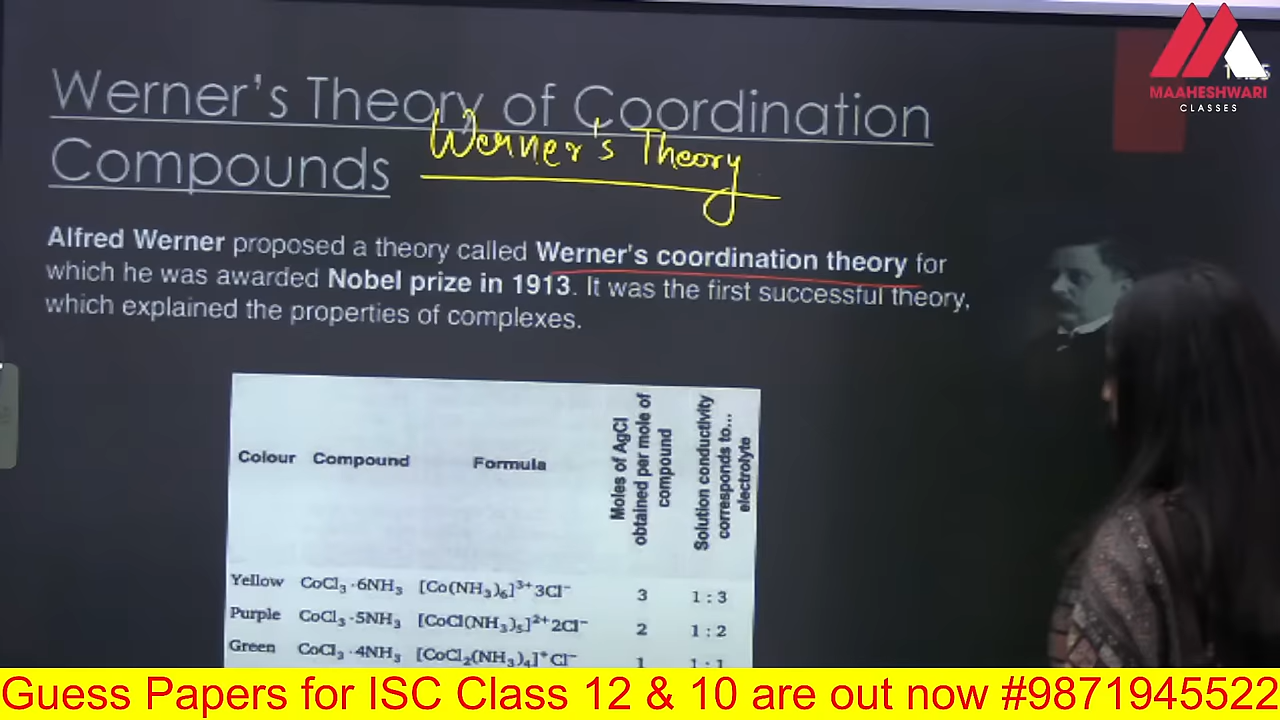 MAAHESHWARI
CLASSES
Werner's Theory of Coordination
Compounds
Werner's Theory
Alfred Werner proposed a theory called Werner's coordination theory for
which he was awarded Nobel prize in 1913. It was the first successful theory,
which explained the properties of complexes.
Colour Compound Formula Moles of AgCl obtained per mole of compound Solution conductivity corresponds to... electrolyte
Yellow CoCl₃·6NH₃ [Co(NH₃)₆]³⁺3Cl⁻ 3 1 : 3
Purple CoCl₃·5NH₃ [CoCl(NH₃)₅]²⁺2Cl⁻ 2 1 : 2
Green CoCl₃·4NH₃ [CoCl₂(NH₃)₄]⁺Cl⁻ 1 1 : 1
Guess Papers for ISC Class 12 & 10 are out now #9871945522